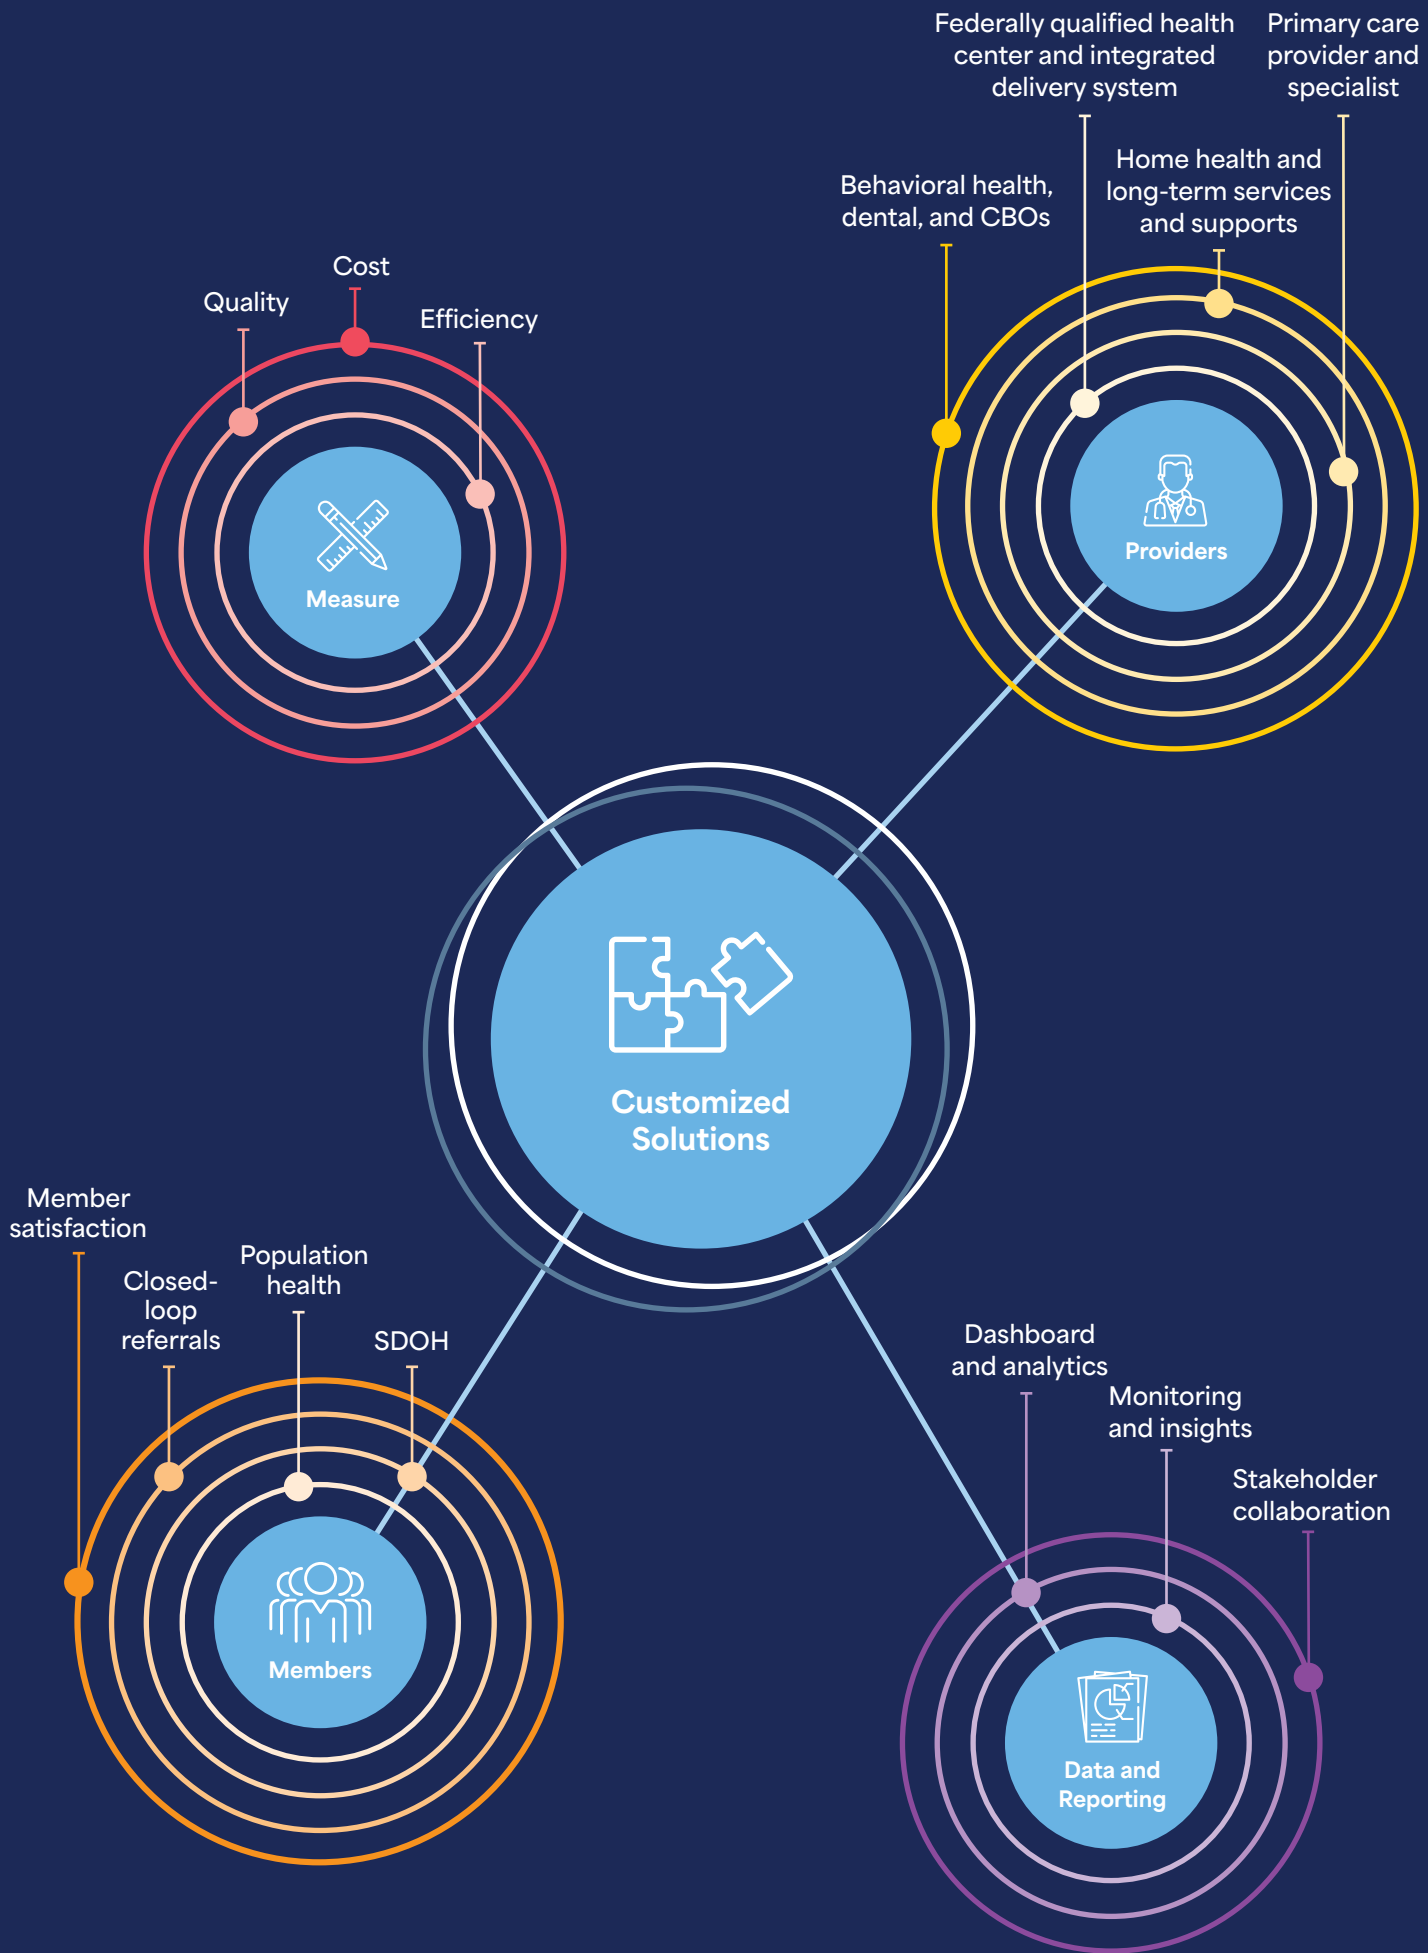 Cost
Quality
Efficiency
Measure
Federally qualified health
center and integrated
delivery system
Primary care
provider and
specialist
Behavioral health,
dental, and CBOs
Home health and
long-term services
and supports
Providers
Customized
Solutions
Member
satisfaction
Closed-
loop
referrals
Population
health
SDOH
Members
Dashboard
and analytics
Monitoring
and insights
Stakeholder
collaboration
Data and
Reporting